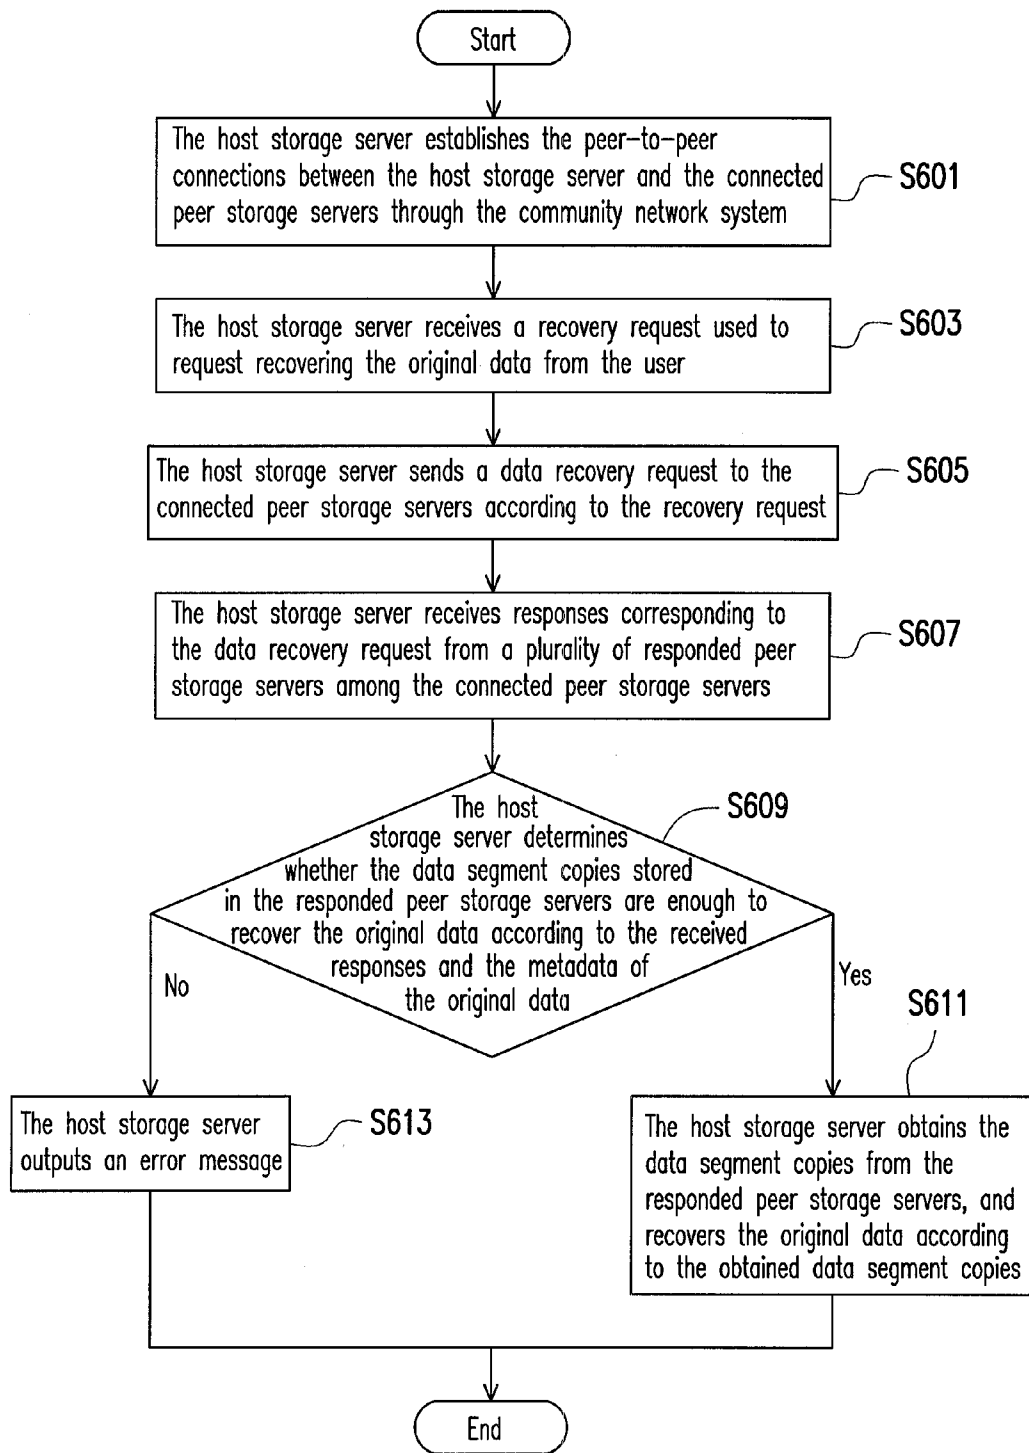 Start
The host storage server establishes the peer-to-peer
connections between the host storage server and the connected
peer storage servers through the community network system
S601
The host storage server receives a recovery request used to
request recovering the original data from the user
S603
The host storage server sends a data recovery request to the
connected peer storage servers according to the recovery request
S605
The host storage server receives responses corresponding to
the data recovery request from a plurality of responded peer
storage servers among the connected peer storage servers
S607
The host
storage server determines
whether the data segment copies stored
in the responded peer storage servers are enough to
recover the original data according to the received
responses and the metadata of
the original data
S609
No
Yes
S611
The host storage server
outputs an error message
S613
The host storage server obtains the
data segment copies from the
responded peer storage servers, and
recovers the original data according
to the obtained data segment copies
End